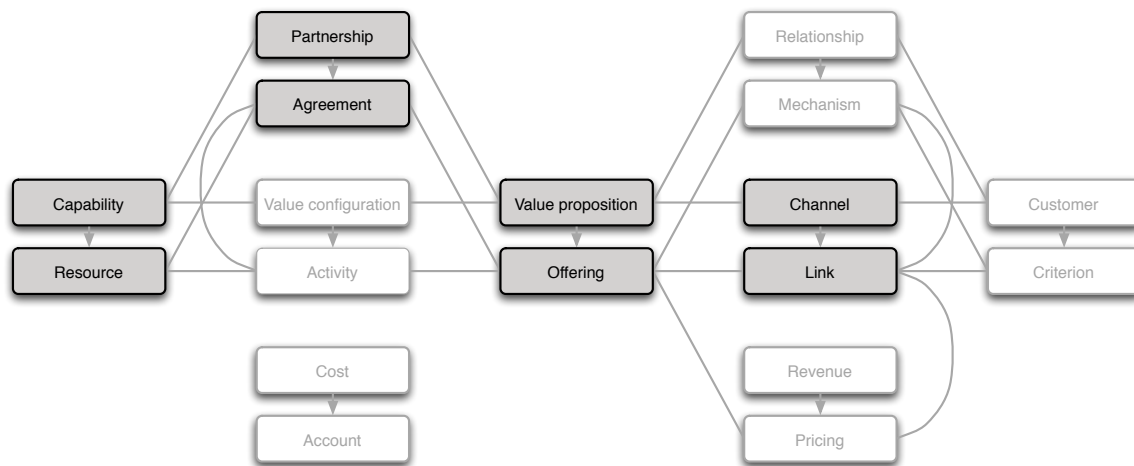 Partnership
Relationship
Agreement
Mechanism
Capability
Value configuration
Value proposition
Channel
Customer
Resource
Activity
Offering
Link
Criterion
Cost
Revenue
Account
Pricing